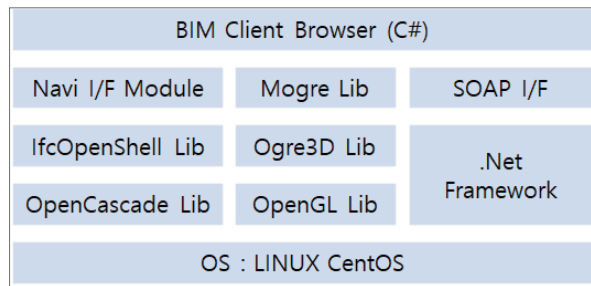 BIM Client Browser (C#)
Navi I/F Module
Mogre Lib
SOAP I/F
IfcOpenShell Lib
Ogre3D Lib
.Net
Framework
OpenCascade Lib
OpenGL Lib
OS : LINUX CentOS